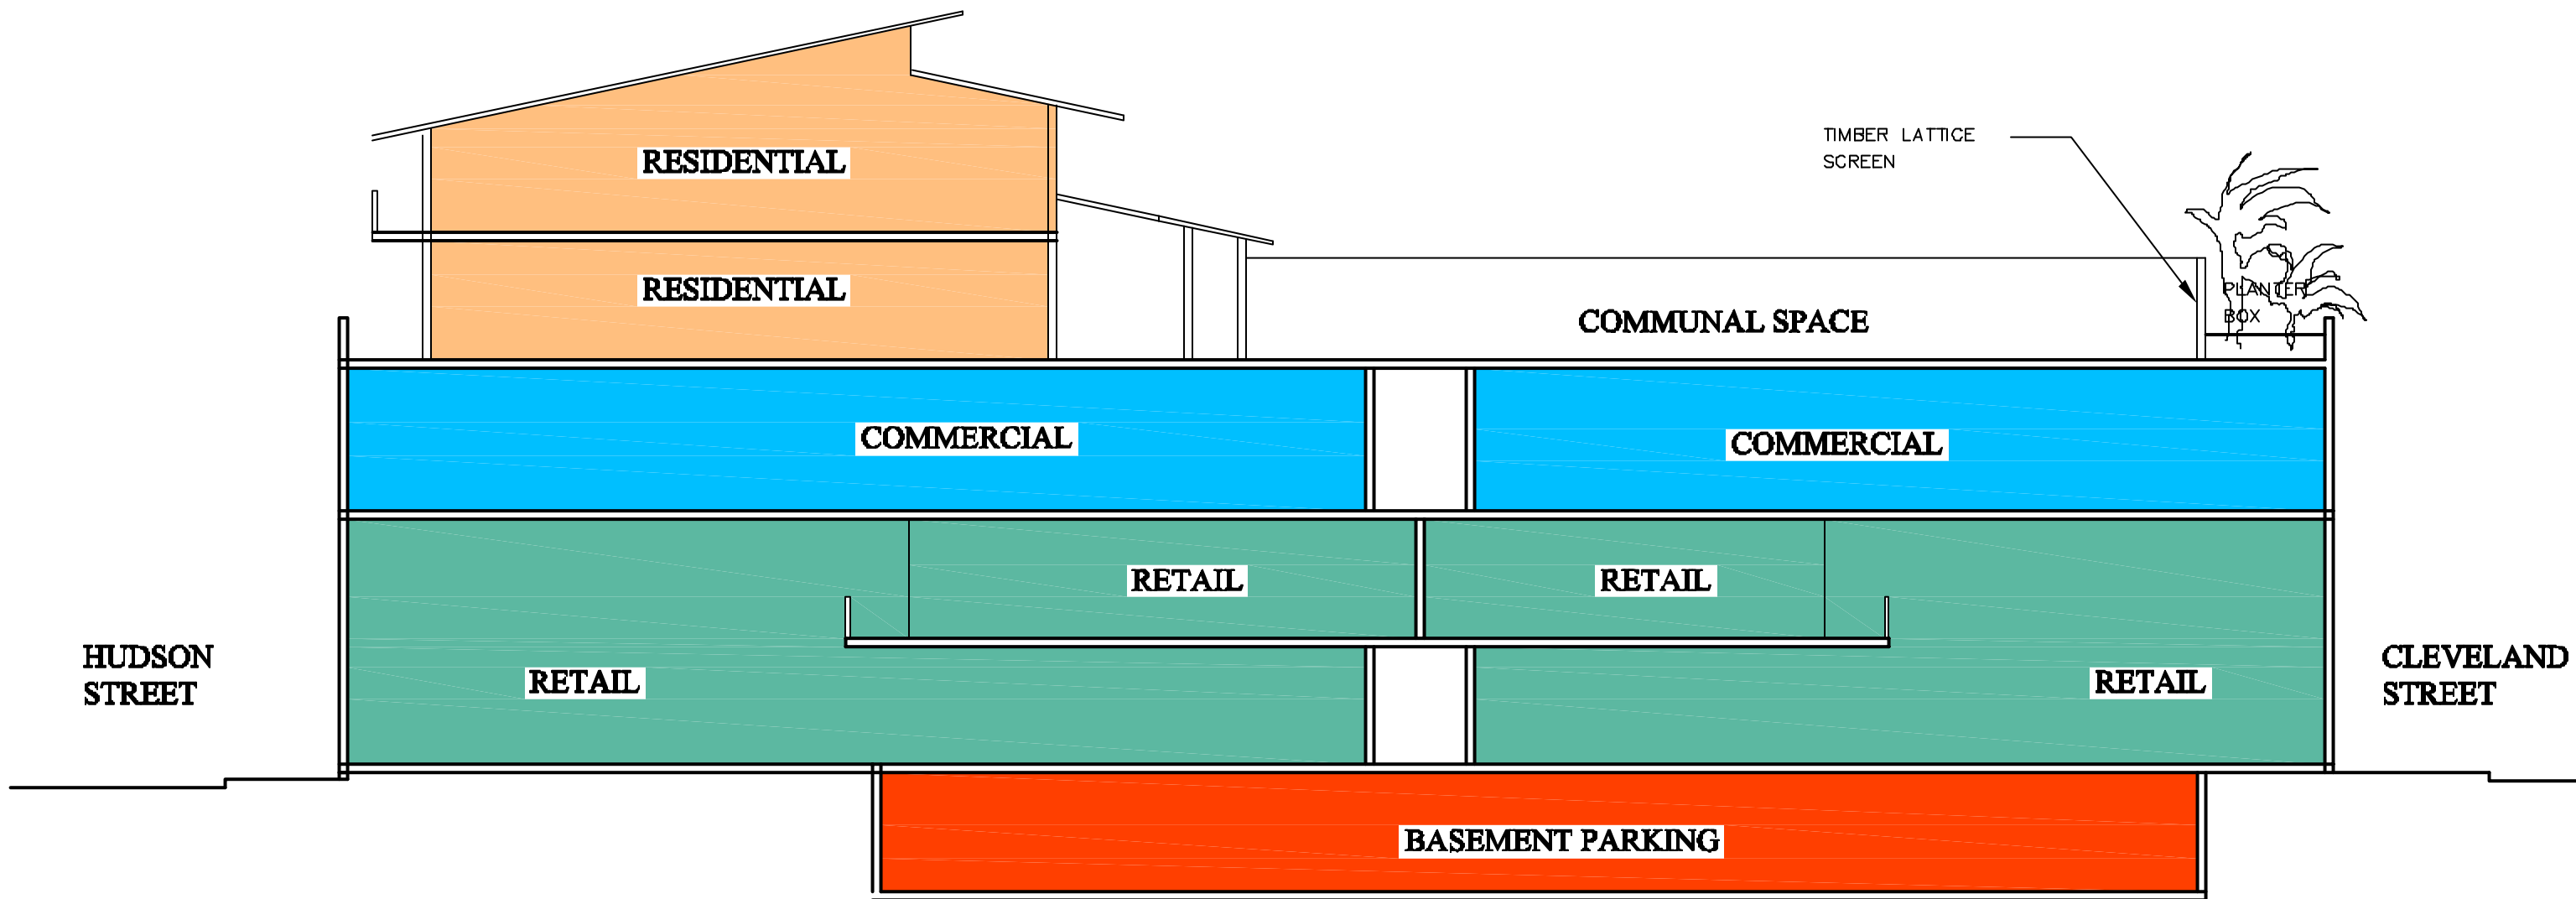 TIMBER LATTICE
SCREEN
RESIDENTIAL
RESIDENTIAL
PLANTER
BOX
COMMUNAL SPACE
COMMERCIAL
COMMERCIAL
RETAIL
RETAIL
HUDSON
STREET
RETAIL
RETAIL
CLEVELAND
STREET
BASEMENT PARKING